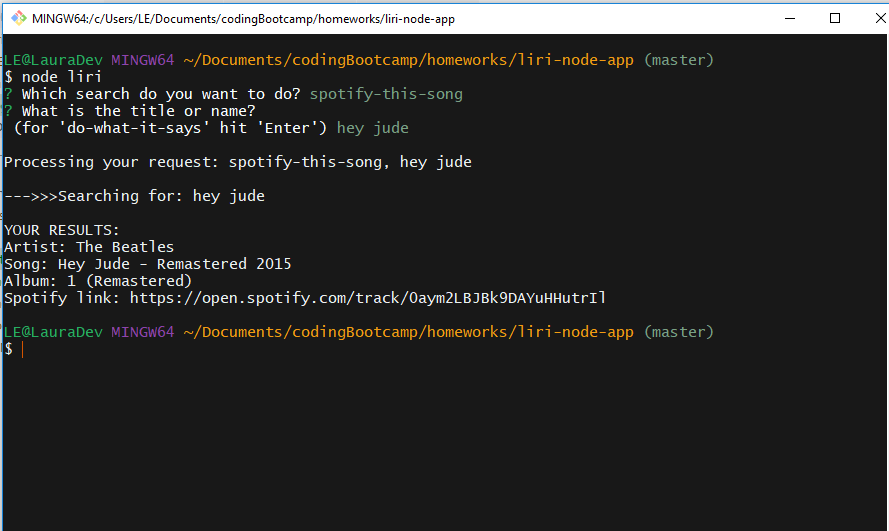 MINGW64:/c/Users/LE/Documents/codingBootcamp/homeworks/liri-node-app
LE@LauraDev MINGW64 ~/Documents/codingBootcamp/homeworks/liri-node-app (master)
$ node liri
? Which search do you want to do? spotify-this-song
? What is the title or name?
(for 'do-what-it-says' hit 'Enter') hey jude
Processing your request: spotify-this-song, hey jude
--->>>Searching for: hey jude
YOUR RESULTS:
Artist: The Beatles
Song: Hey Jude - Remastered 2015
Album: 1 (Remastered)
Spotify link: https://open.spotify.com/track/0aym2LBJBk9DAYuHHutrIl
LE@LauraDev MINGW64 ~/Documents/codingBootcamp/homeworks/liri-node-app (master)
$